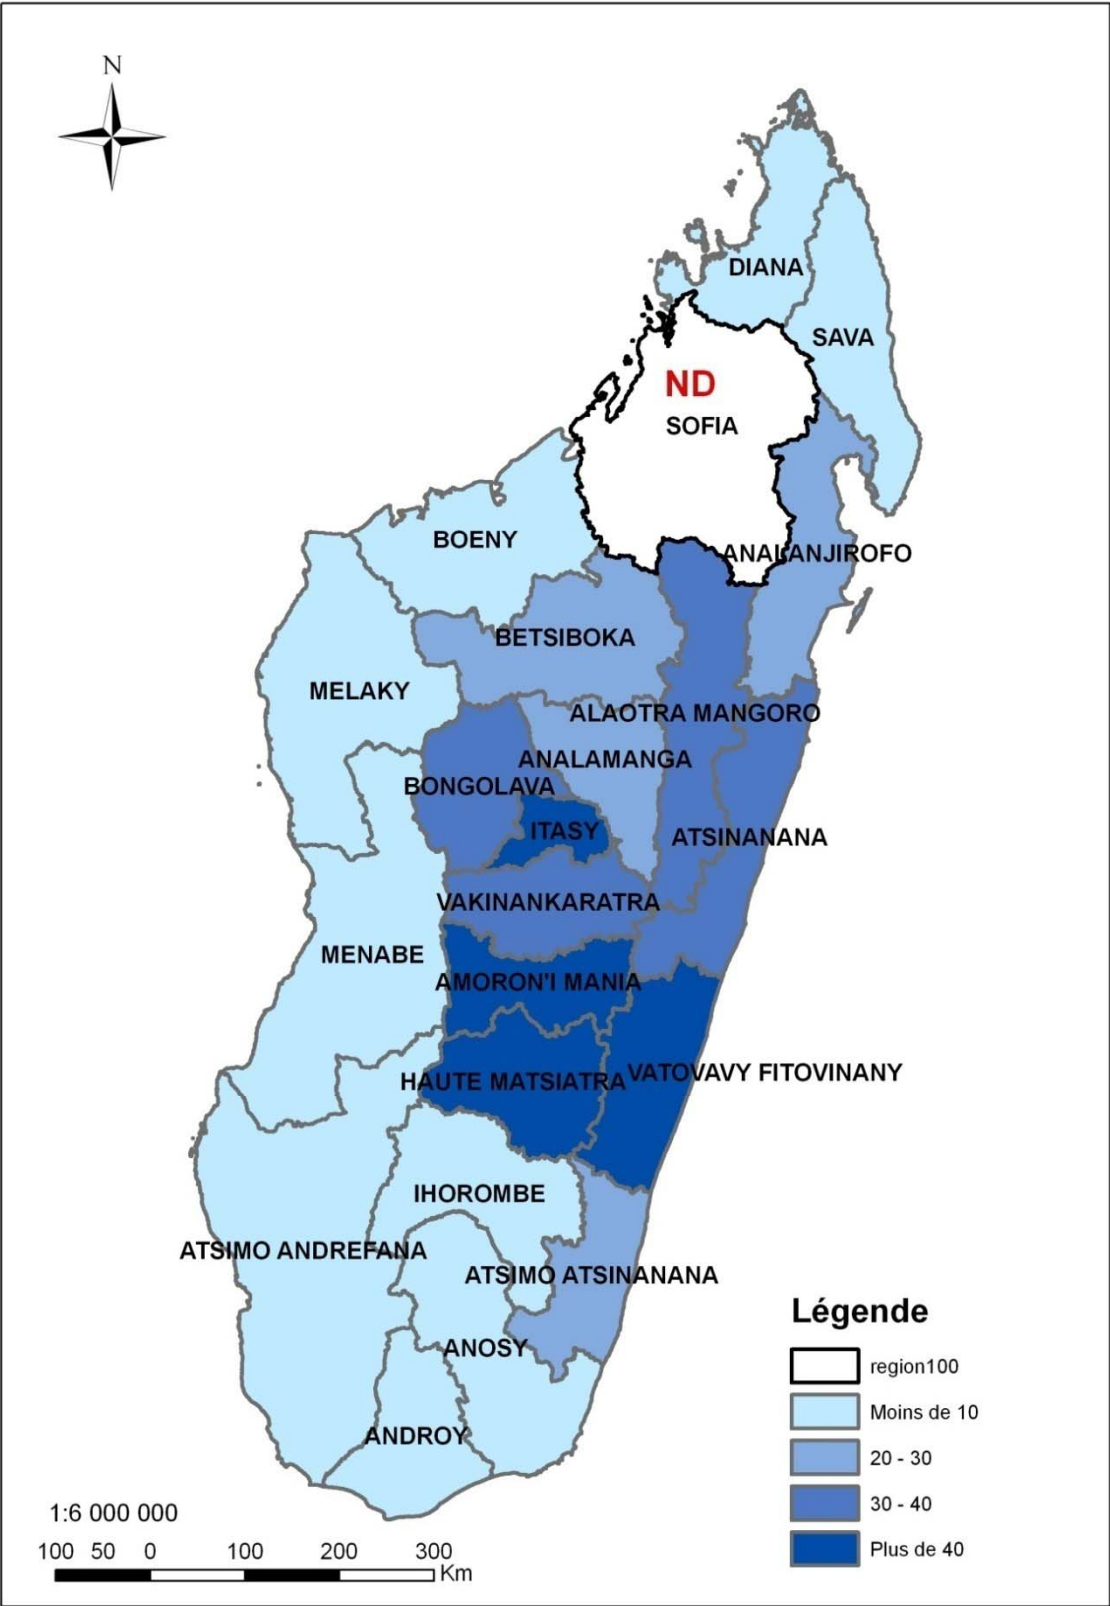 N
DIANA
SAVA
ND
SOFIA
BOENY
ANALANJIROFO
BETSIBOKA
MELAKY
ALAOTRA MANGORO
ANALAMANGA
BONGOLAVA
ITASY
ATSINANANA
VAKINANKARATRA
MENABE
AMORON'I MANIA
HAUTE MATSIATRA
VATOVAVY FITOVINANY
IHOROMBE
ATSIMO ANDREFANA
ATSIMO ATSINANANA
ANOSY
ANDROY
Légende
region100
Moins de 10
20 - 30
30 - 40
Plus de 40
1:6 000 000
100 50 0 100 200 300
Km